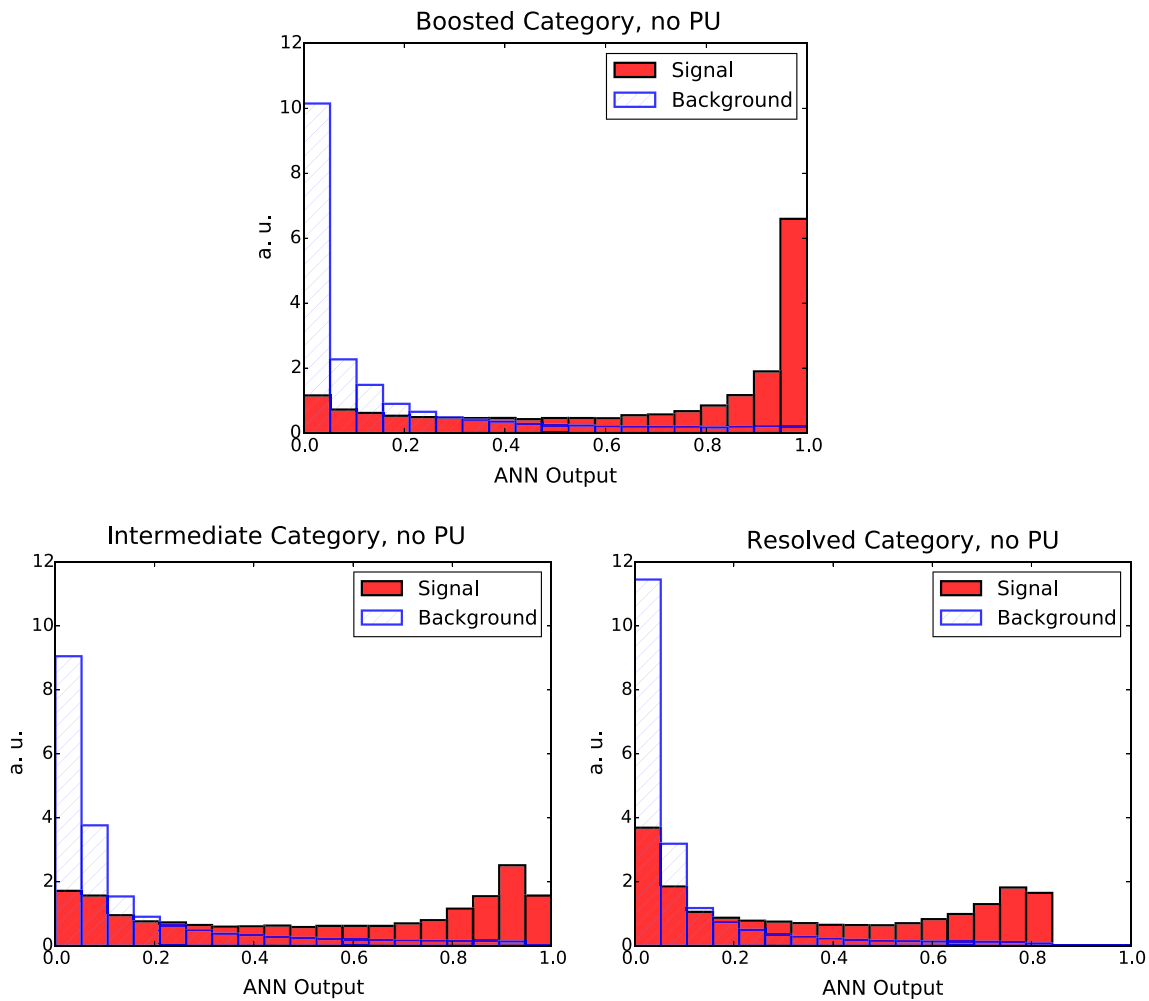 Boosted Category, no PU
12
10
8
6
4
2
0
a. u.
Signal
Background
0.0 0.2 0.4 0.6 0.8 1.0
ANN Output
Intermediate Category, no PU
12
10
8
6
4
2
0
a. u.
Signal
Background
0.0 0.2 0.4 0.6 0.8 1.0
ANN Output
Resolved Category, no PU
12
10
8
6
4
2
0
a. u.
Signal
Background
0.0 0.2 0.4 0.6 0.8 1.0
ANN Output